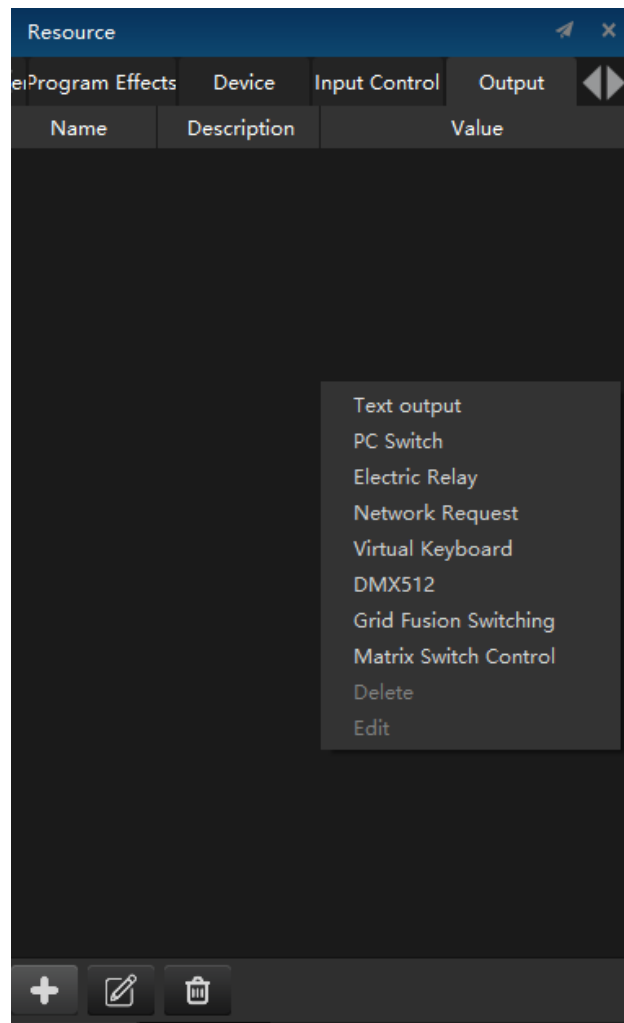 Resource
Program Effects Device Input Control Output
Name Description Value
Text output
PC Switch
Electric Relay
Network Request
Virtual Keyboard
DMX512
Grid Fusion Switching
Matrix Switch Control
Delete
Edit